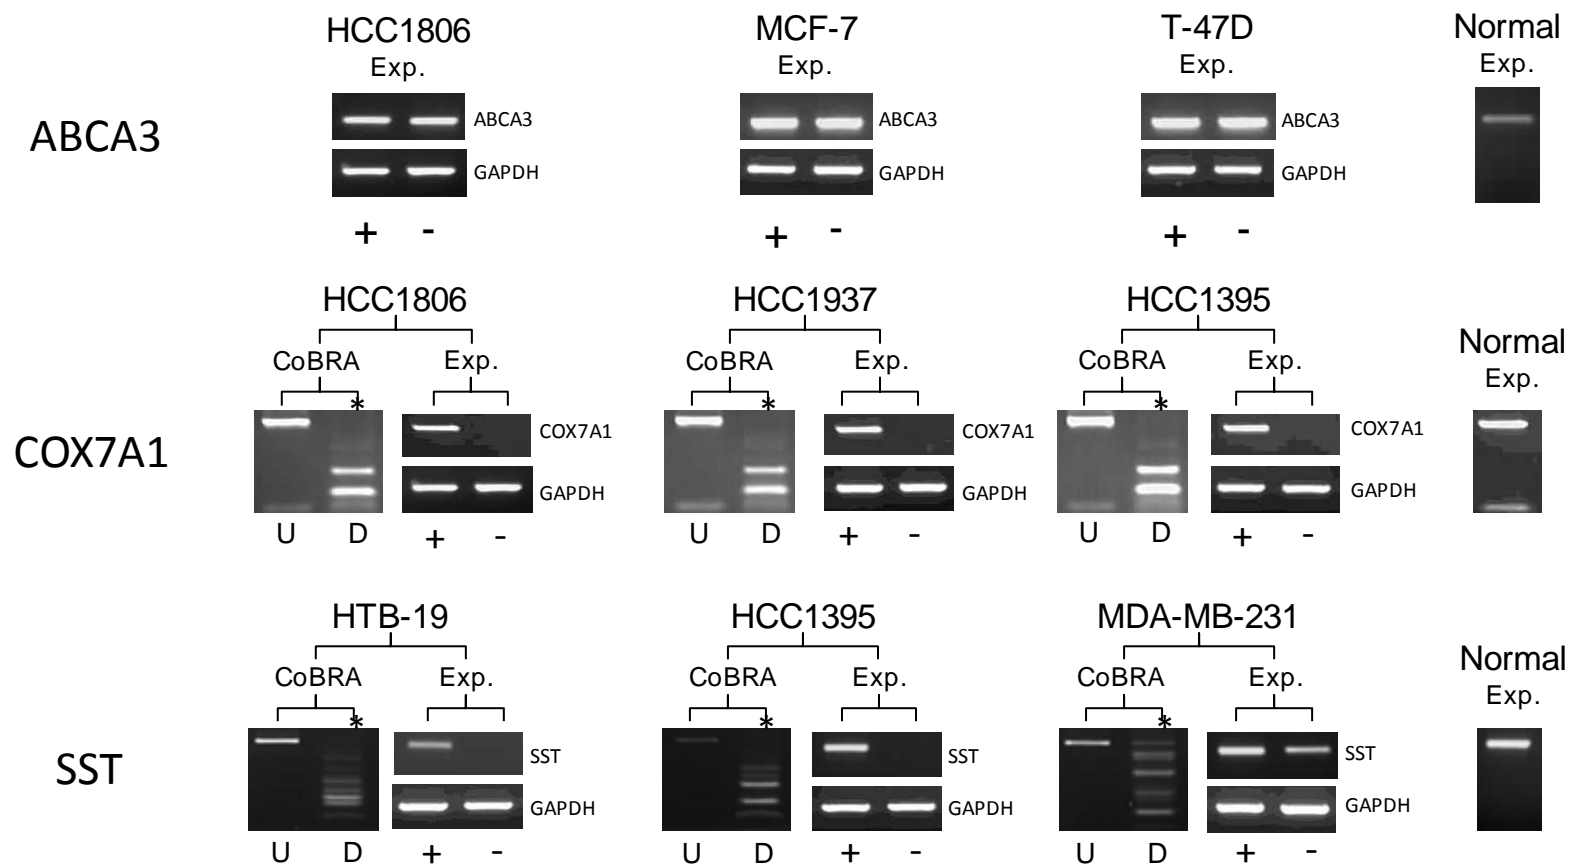 HCC1806 MCF-7 T-47D Normal
Exp. Exp. Exp. Exp.
ABCA3 ABCA3 ABCA3 ABCA3
GAPDH GAPDH GAPDH
+ - + - + -
HCC1806 HCC1937 HCC1395 Normal
CoBRA Exp. CoBRA Exp. CoBRA Exp. Exp.
* * *
COX7A1 COX7A1 COX7A1 COX7A1
GAPDH GAPDH GAPDH
U D + - U D + - U D + -
HTB-19 HCC1395 MDA-MB-231 Normal
CoBRA Exp. CoBRA Exp. CoBRA Exp. Exp.
* * *
SST SST SST SST
GAPDH GAPDH GAPDH
U D + - U D + - U D + -